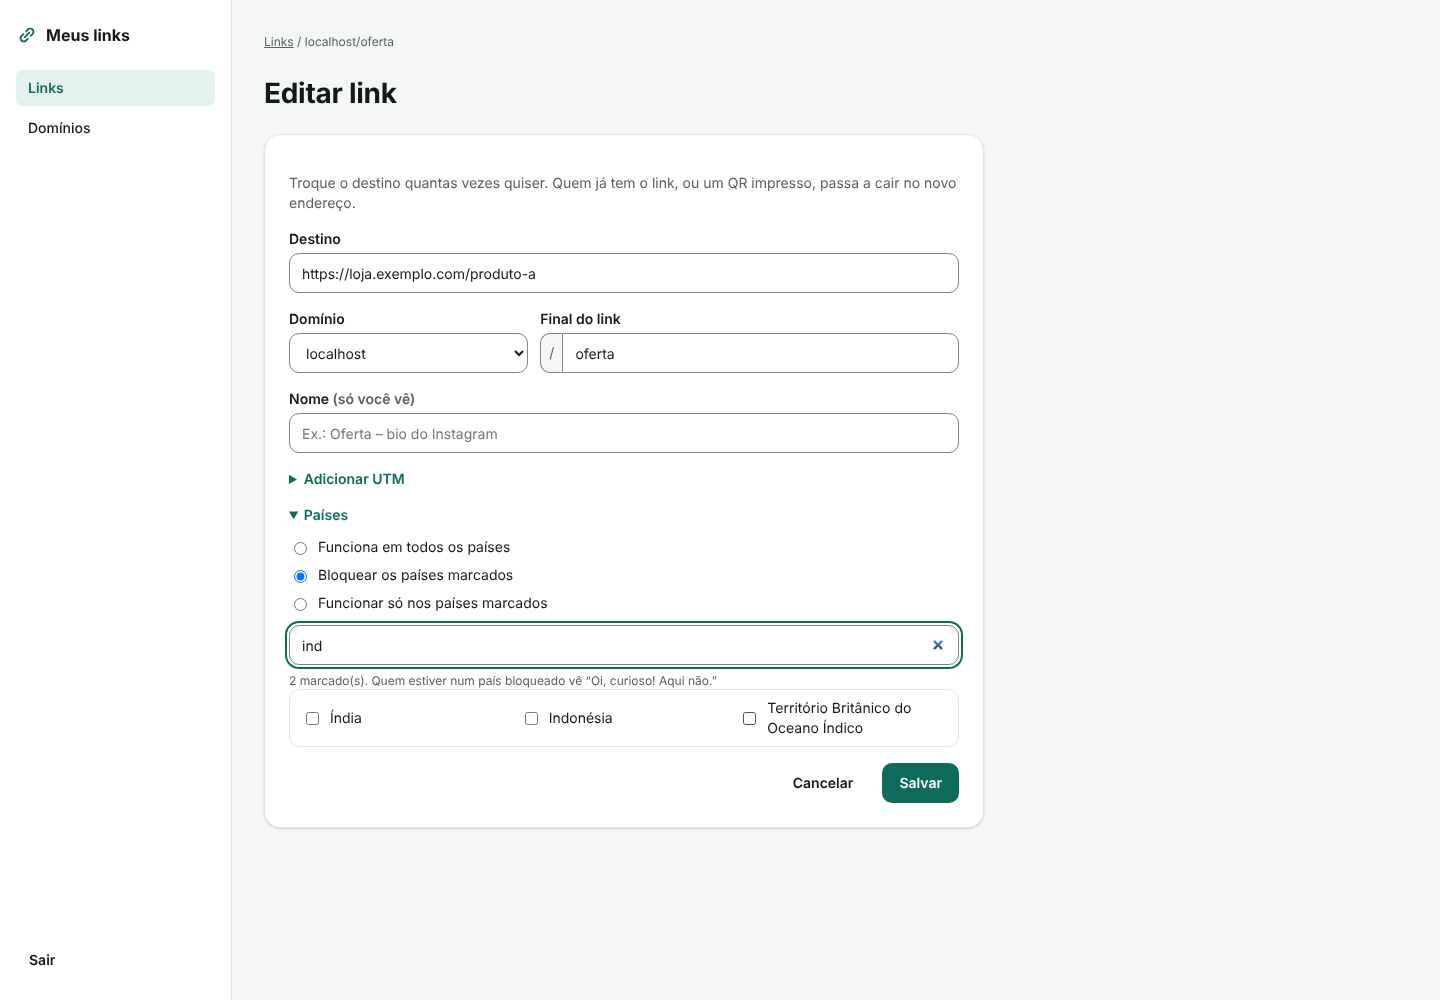 Meus links
Links
Domínios
Sair
Links / localhost/oferta
Editar link
Troque o destino quantas vezes quiser. Quem já tem o link, ou um QR impresso, passa a cair no novo
endereço.
Destino
https://loja.exemplo.com/produto-a
Domínio
Final do link
localhost
/ oferta
Nome (só você vê)
Ex.: Oferta – bio do Instagram
Adicionar UTM
Países
Funciona em todos os países
Bloquear os países marcados
Funcionar só nos países marcados
ind
2 marcado(s). Quem estiver num país bloqueado vê “Oi, curioso! Aqui não.”
Índia
Indonésia
Território Britânico do
Oceano Índico
Cancelar
Salvar